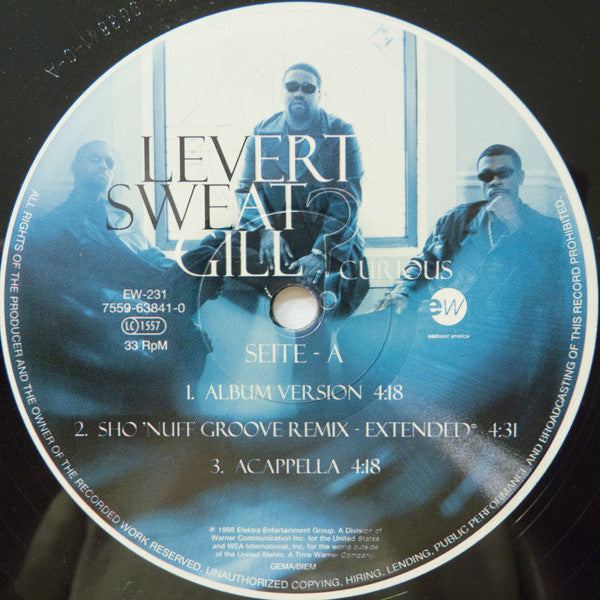 LEVERT
SWEAT
GILL ?
CURIOUS
EW-231
7559-63841-0
LC 1557
33 RPM
ew
eastwest america
SEITE - A
1. ALBUM VERSION 4:18
2. SHO 'NUFF GROOVE REMIX - EXTENDED* 4:31
3. ACAPPELLA 4:18
℗ 1998 Elektra Entertainment Group. A Division of
Warner Communication Inc. for the United States
and WEA International, Inc. for the world outside
of the United States. A Time Warner Company.
GEMA/BIEM
ALL RIGHTS OF THE PRODUCER AND THE OWNER OF THE RECORDED WORK RESERVED. UNAUTHORIZED COPYING, HIRING, LENDING, PUBLIC PERFORMANCE AND BROADCASTING OF THIS RECORD PROHIBITED.